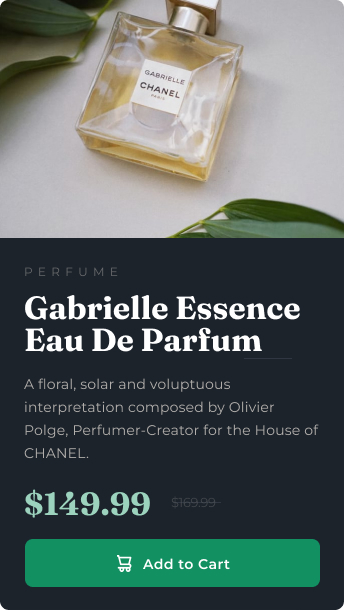 GABRIELLE
CHANEL
PARIS
PERFUME
Gabrielle Essence
Eau De Parfum
A floral, solar and voluptuous
interpretation composed by Olivier
Polge, Perfumer-Creator for the House of
CHANEL.
$149.99 $169.99
Add to Cart